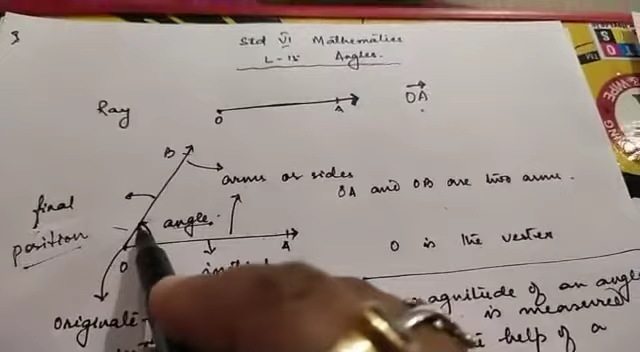 Std VI Mathematics
L-15 Angles.
Ray
O
A
OA
B
arms or sides
OA and OB are two arms.
final
position
angle.
A
O is the vertex
O
originate
magnitude of an angle
is measured
help of a